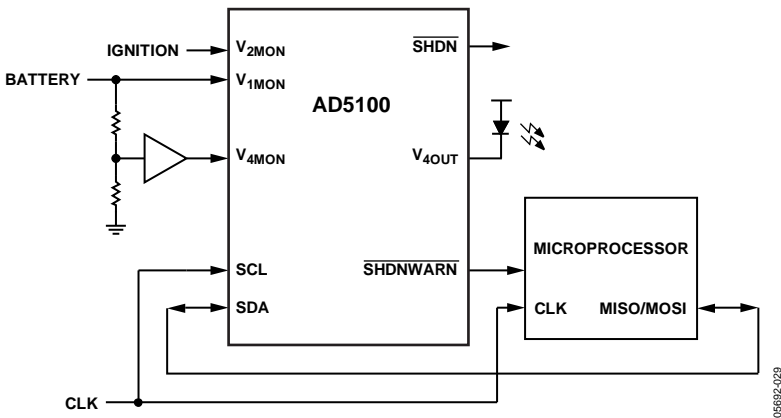 IGNITION
V2MON
SHDN
BATTERY
V1MON
AD5100
V4MON
V4OUT
MICROPROCESSOR
SCL
SHDNWARN
SDA
CLK
MISO/MOSI
CLK
05692-029